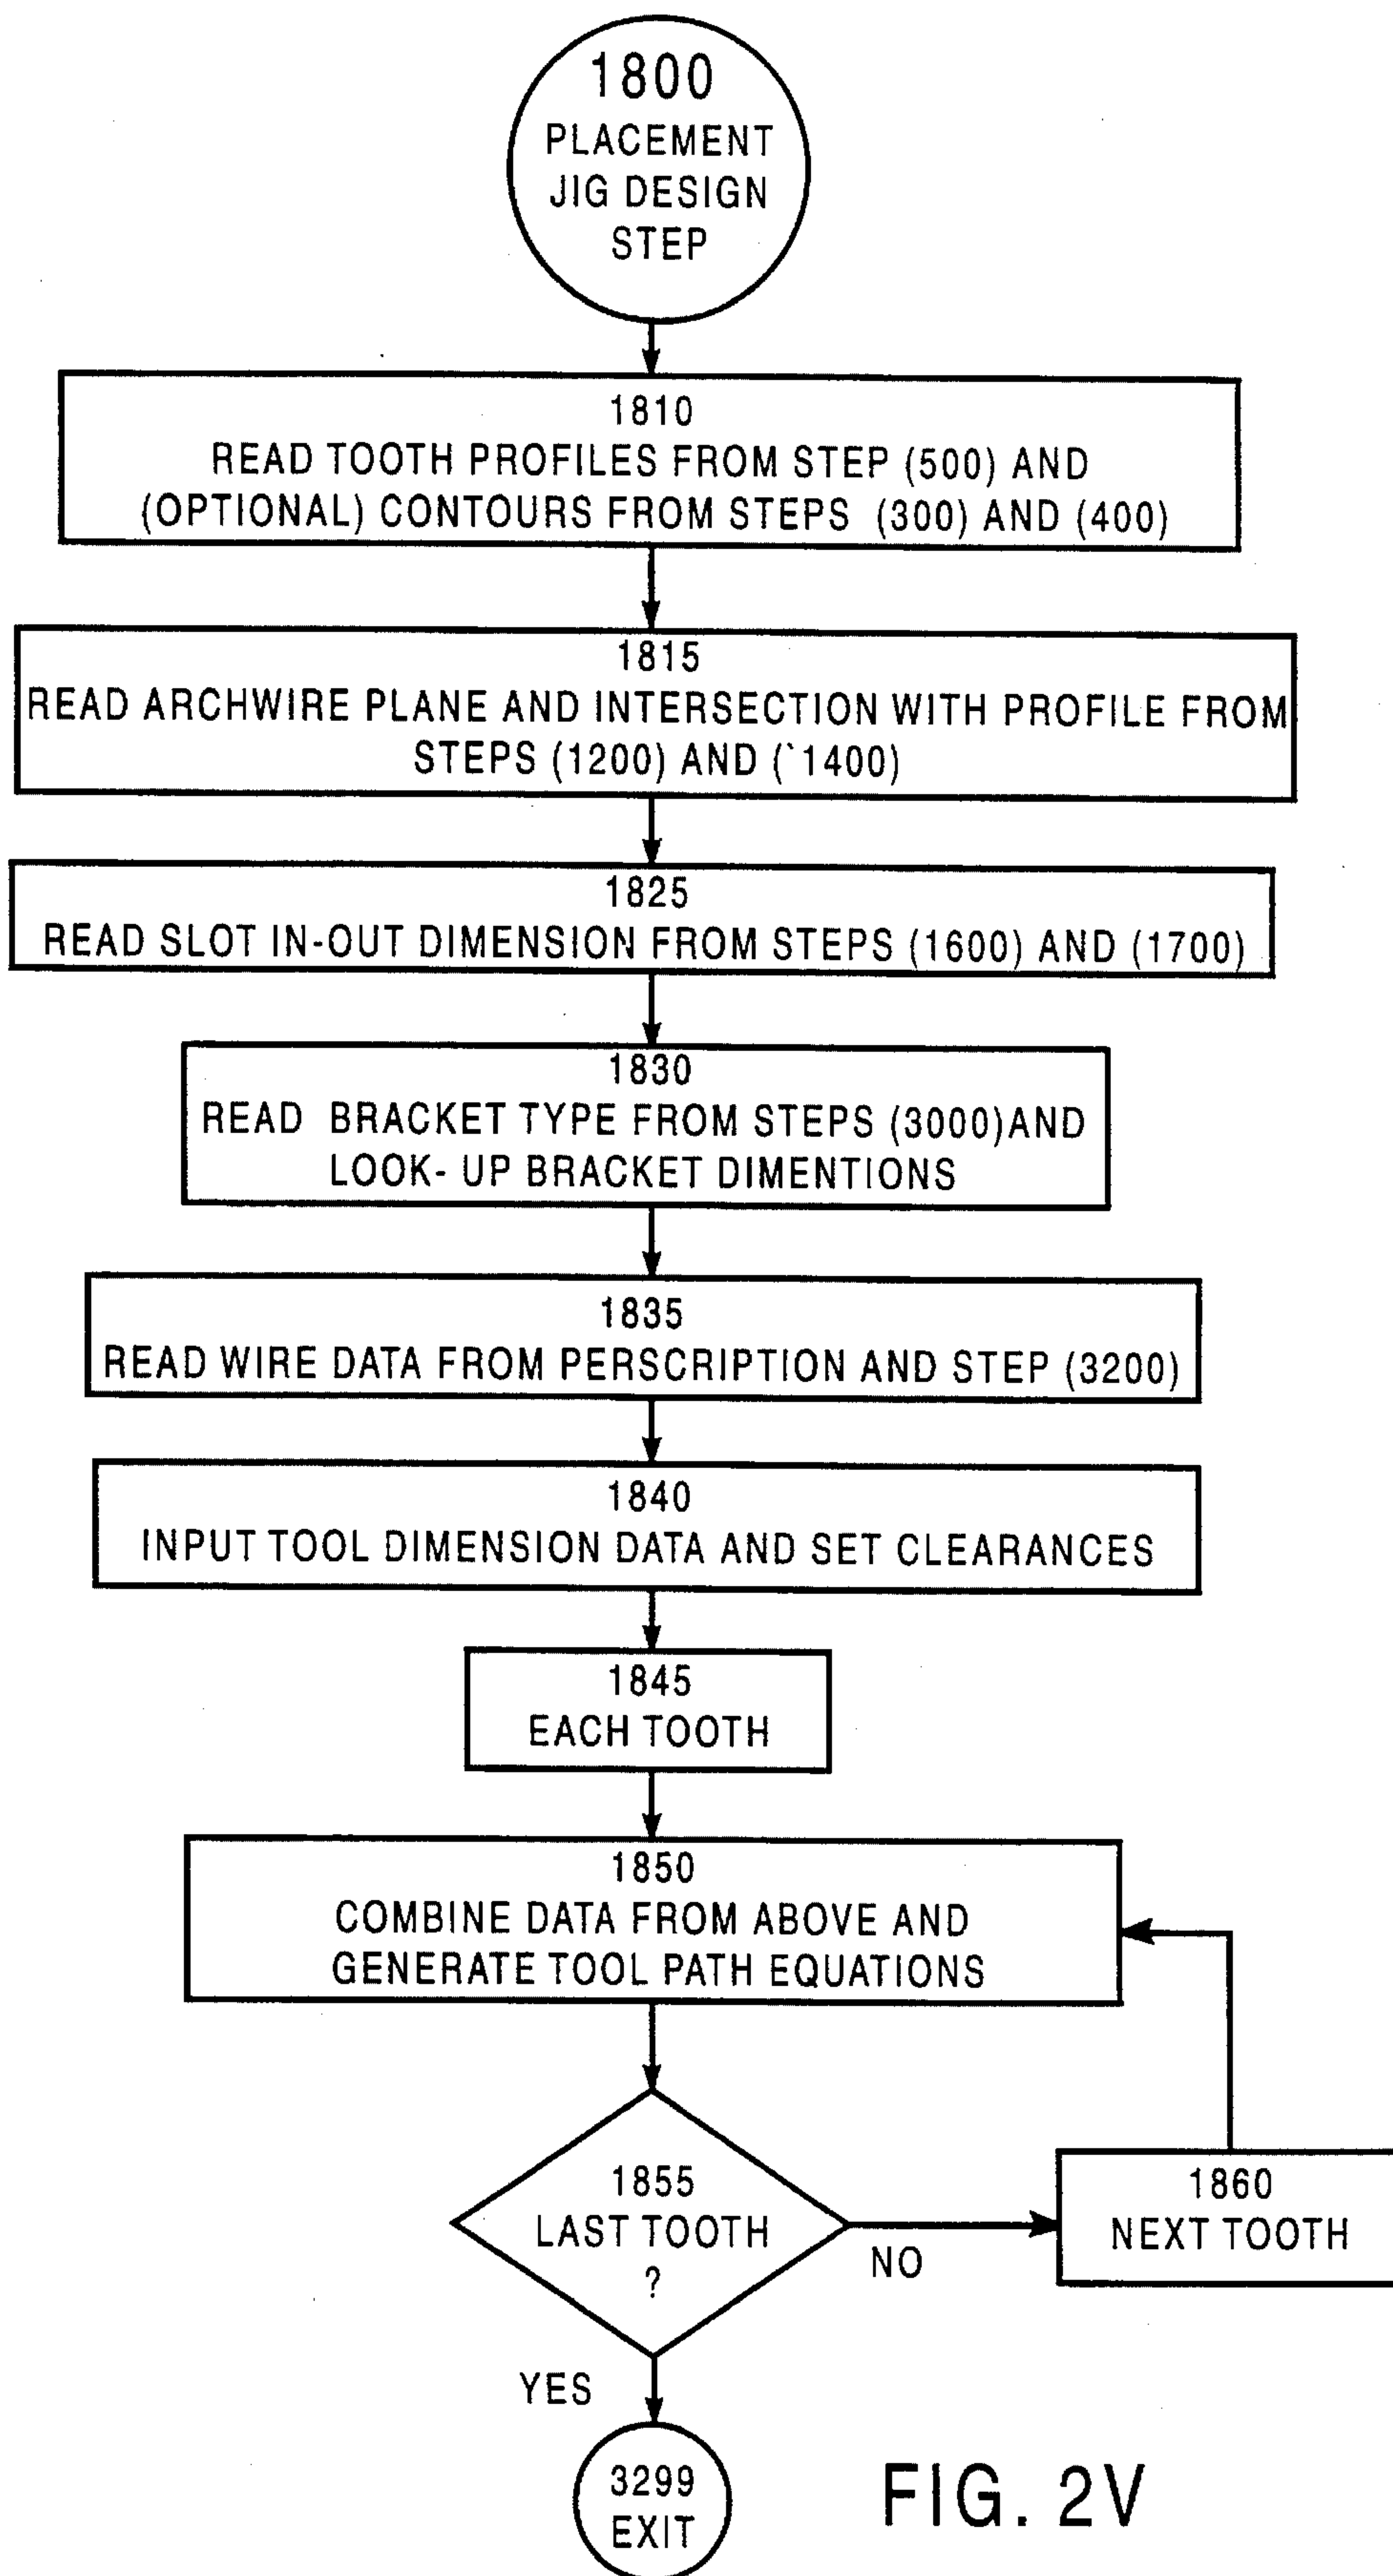 1800
PLACEMENT
JIG DESIGN
STEP
1810
READ TOOTH PROFILES FROM STEP (500) AND
(OPTIONAL) CONTOURS FROM STEPS (300) AND (400)
1815
READ ARCHWIRE PLANE AND INTERSECTION WITH PROFILE FROM
STEPS (1200) AND (`1400)
1825
READ SLOT IN-OUT DIMENSION FROM STEPS (1600) AND (1700)
1830
READ BRACKET TYPE FROM STEPS (3000)AND
LOOK- UP BRACKET DIMENTIONS
1835
READ WIRE DATA FROM PERSCRIPTION AND STEP (3200)
1840
INPUT TOOL DIMENSION DATA AND SET CLEARANCES
1845
EACH TOOTH
1850
COMBINE DATA FROM ABOVE AND
GENERATE TOOL PATH EQUATIONS
1855
LAST TOOTH
?
NO
1860
NEXT TOOTH
YES
3299
EXIT
FIG. 2V